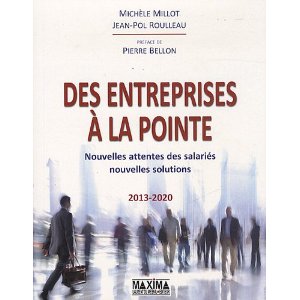 MICHÈLE MILLOT
JEAN-POL ROULLEAU
PRÉFACE DE
PIERRE BELLON
DES ENTREPRISES
À LA POINTE
Nouvelles attentes des salariés
nouvelles solutions
2013-2020
MAXIMA